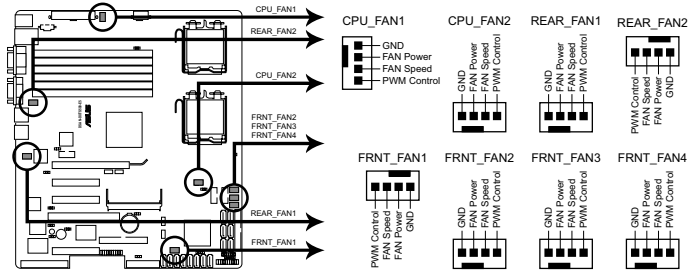 CPU_FAN1
REAR_FAN2
CPU_FAN2
FRNT_FAN2
FRNT_FAN3
FRNT_FAN4
REAR_FAN1
FRNT_FAN1
ASUS
CPU_FAN1
GND
FAN Power
FAN Speed
PWM Control
CPU_FAN2
GND
FAN Power
FAN Speed
PWM Control
REAR_FAN1
GND
FAN Power
FAN Speed
PWM Control
REAR_FAN2
PWM Control
FAN Speed
FAN Power
GND
FRNT_FAN1
PWM Control
FAN Speed
FAN Power
GND
FRNT_FAN2
GND
FAN Power
FAN Speed
PWM Control
FRNT_FAN3
GND
FAN Power
FAN Speed
PWM Control
FRNT_FAN4
GND
FAN Power
FAN Speed
PWM Control